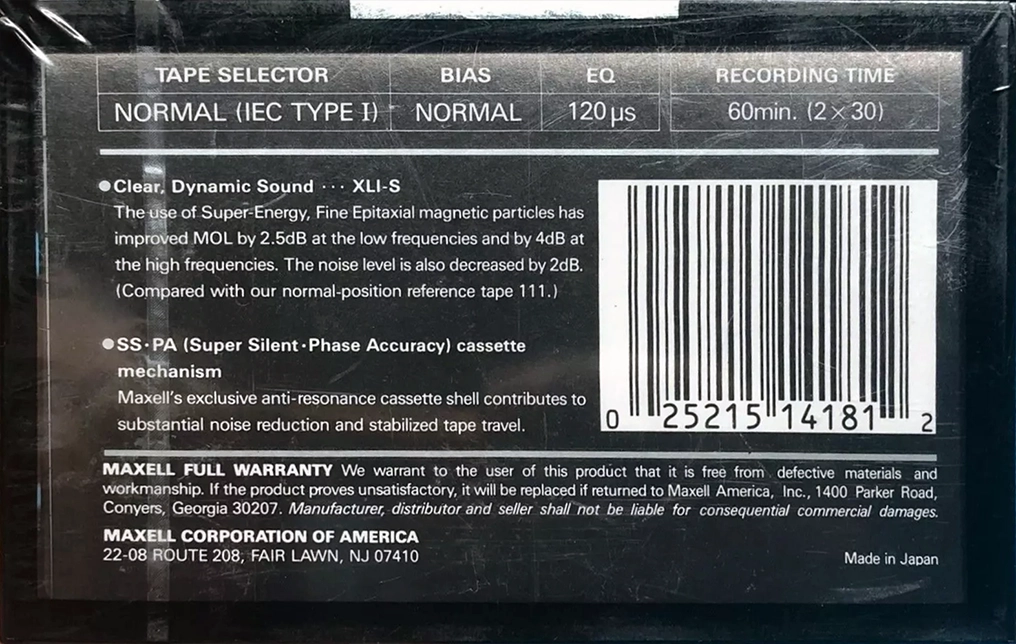 TAPE SELECTOR BIAS EQ RECORDING TIME
NORMAL (IEC TYPE I) NORMAL 120μs 60min. (2×30)
●Clear, Dynamic Sound ··· XLI-S
The use of Super-Energy, Fine Epitaxial magnetic particles has
improved MOL by 2.5dB at the low frequencies and by 4dB at
the high frequencies. The noise level is also decreased by 2dB.
(Compared with our normal-position reference tape 111.)
●SS·PA (Super Silent·Phase Accuracy) cassette
mechanism
Maxell's exclusive anti-resonance cassette shell contributes to
substantial noise reduction and stabilized tape travel.
0 25215 14181 2
MAXELL FULL WARRANTY We warrant to the user of this product that it is free from defective materials and
workmanship. If the product proves unsatisfactory, it will be replaced if returned to Maxell America, Inc., 1400 Parker Road,
Conyers, Georgia 30207. Manufacturer, distributor and seller shall not be liable for consequential commercial damages.
MAXELL CORPORATION OF AMERICA
22-08 ROUTE 208, FAIR LAWN, NJ 07410
Made in Japan